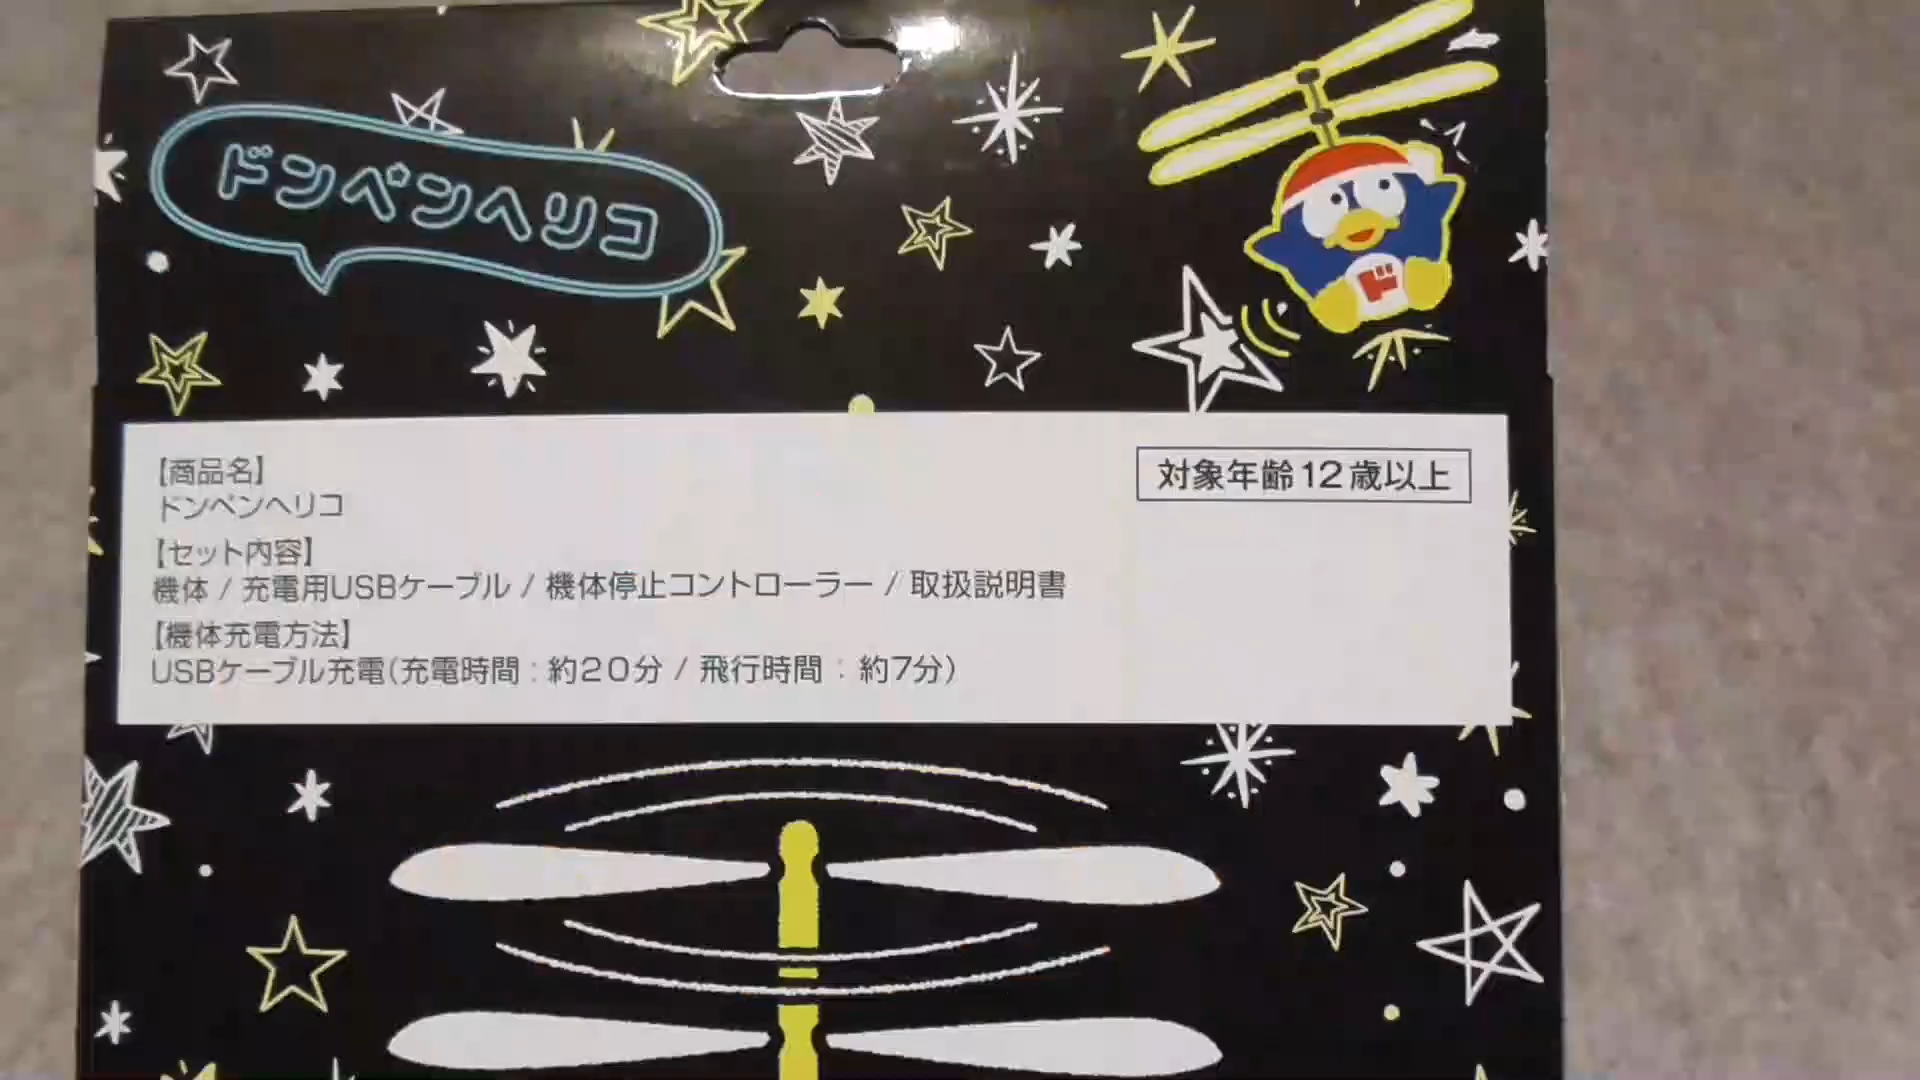 ドンペンヘリコ
ド
【商品名】
ドンペンヘリコ
対象年齢12歳以上
【セット内容】
機体 / 充電用USBケーブル / 機体停止コントローラー / 取扱説明書
【機体充電方法】
USBケーブル充電(充電時間:約20分 / 飛行時間:約7分)